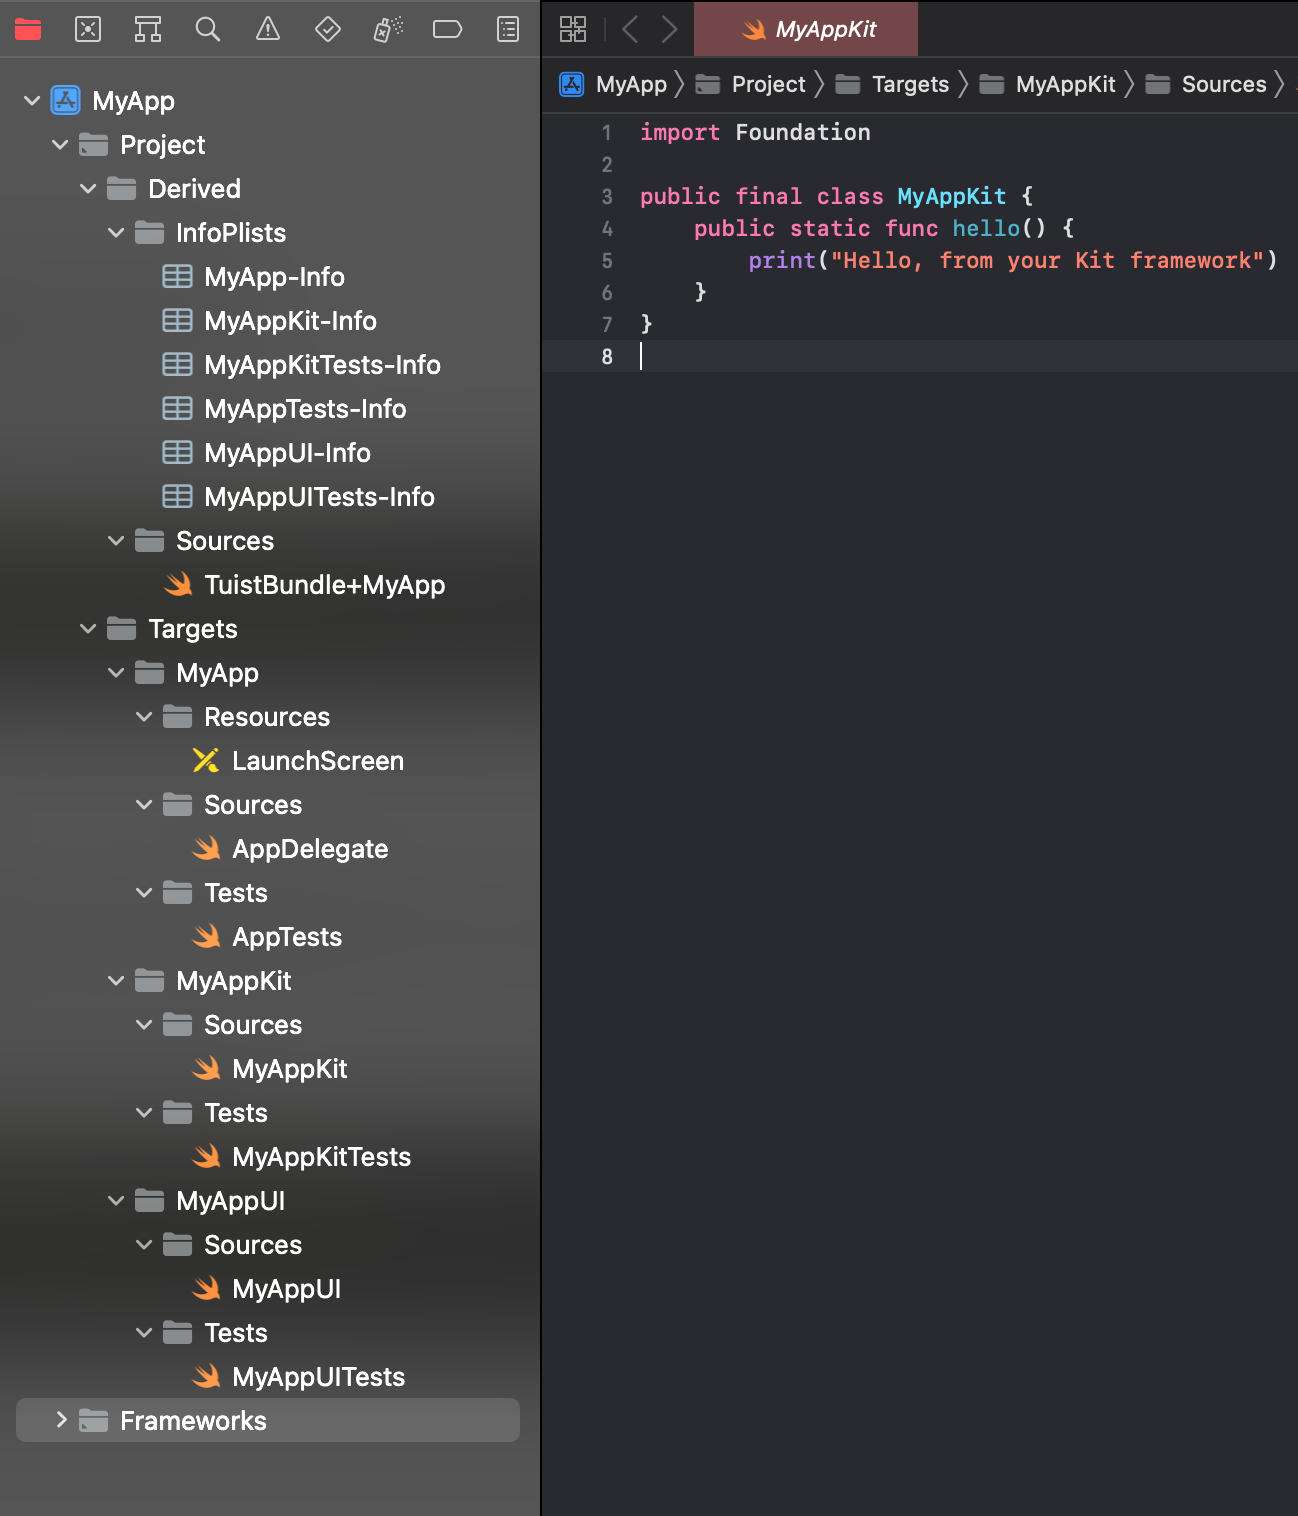 MyApp
Project
Derived
InfoPlists
MyApp-Info
MyAppKit-Info
MyAppKitTests-Info
MyAppTests-Info
MyAppUI-Info
MyAppUITests-Info
Sources
TuistBundle+MyApp
Targets
MyApp
Resources
LaunchScreen
Sources
AppDelegate
Tests
AppTests
MyAppKit
Sources
MyAppKit
Tests
MyAppKitTests
MyAppUI
Sources
MyAppUI
Tests
MyAppUITests
Frameworks
MyAppKit
MyApp Project Targets MyAppKit Sources
1 import Foundation
2
3 public final class MyAppKit {
4 public static func hello() {
5 print("Hello, from your Kit framework")
6 }
7 }
8